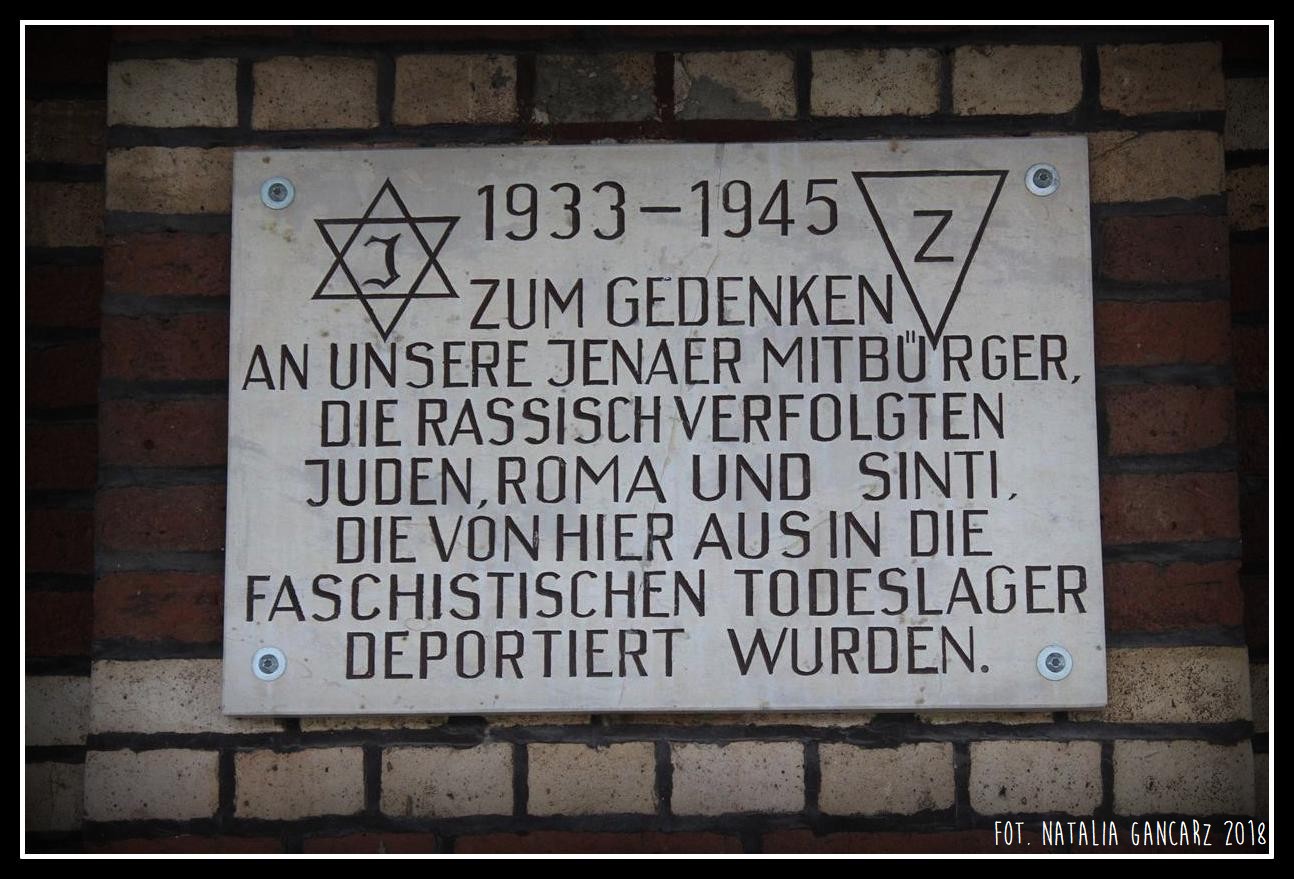 J
1933–1945
Z
ZUM GEDENKEN
AN UNSERE JENAER MITBÜRGER,
DIE RASSISCH VERFOLGTEN
JUDEN, ROMA UND SINTI,
DIE VON HIER AUS IN DIE
FASCHISTISCHEN TODESLAGER
DEPORTIERT WURDEN.
FOT. NATALIA GANCARZ 2018